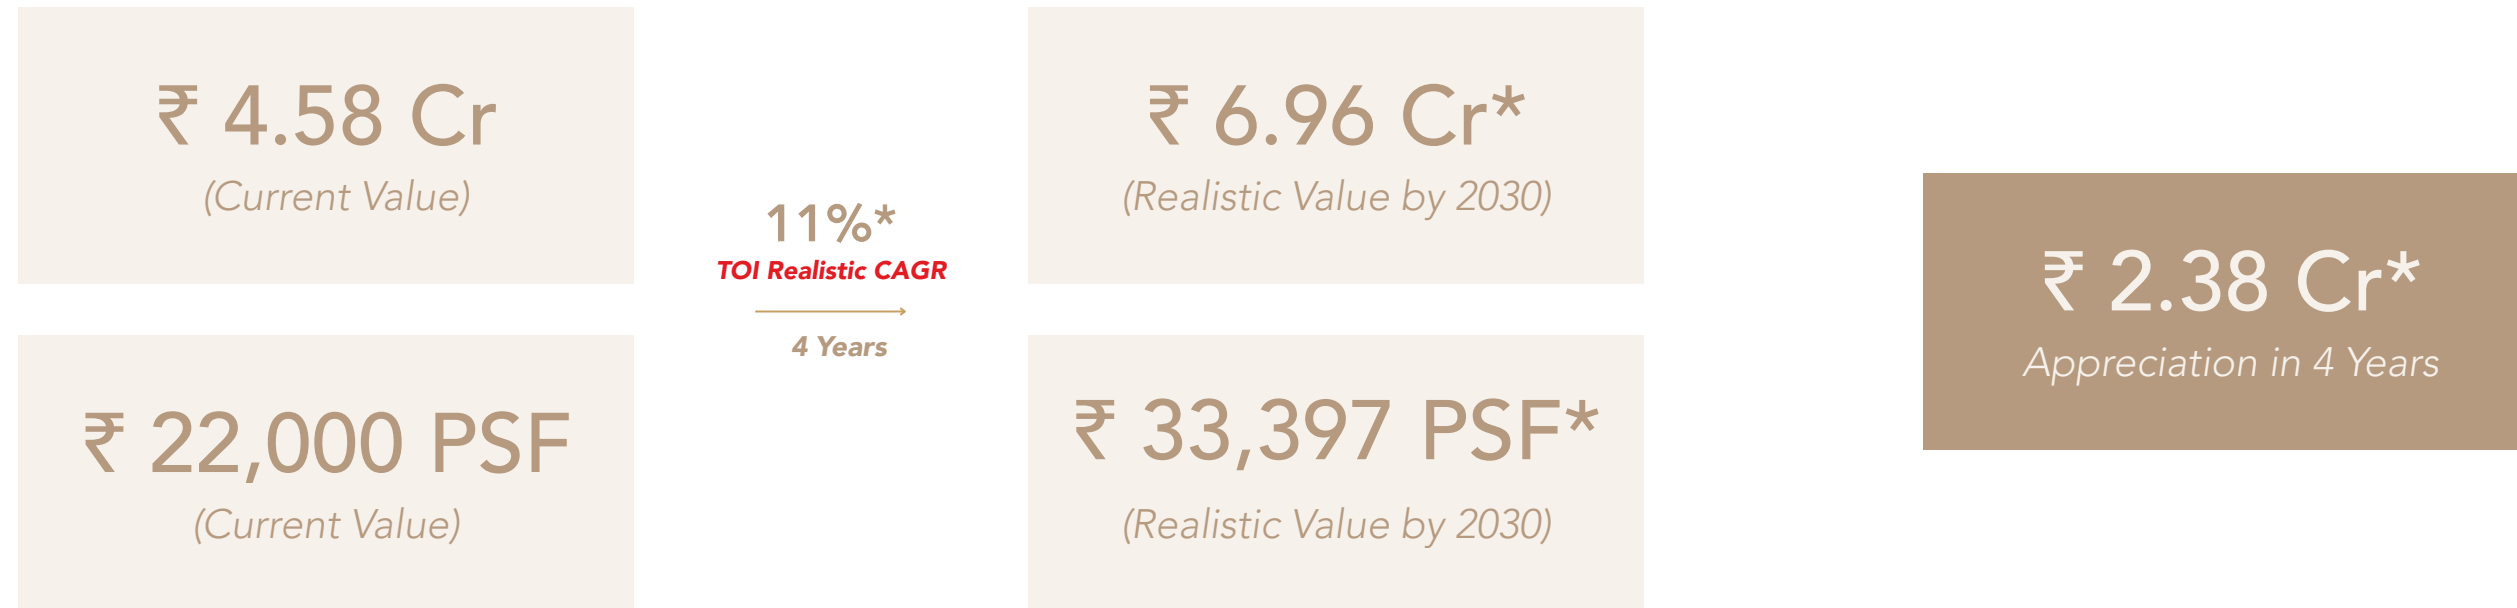 ₹ 4.58 Cr
(Current Value)
₹ 22,000 PSF
(Current Value)
11%*
TOI Realistic CAGR
4 Years
₹ 6.96 Cr*
(Realistic Value by 2030)
₹ 33,397 PSF*
(Realistic Value by 2030)
₹ 2.38 Cr*
Appreciation in 4 Years